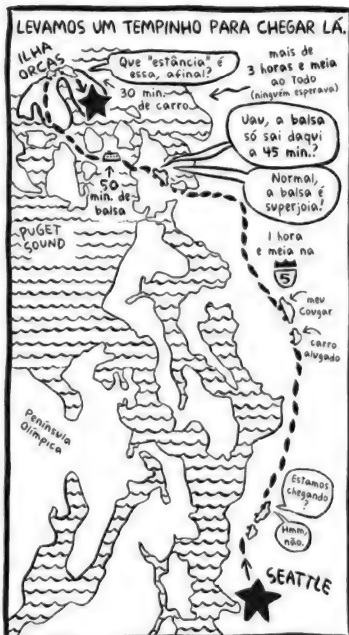 LEVAMOS UM TEMPINHO PARA CHEGAR LÁ.
ILHA
ORCAS
Que "estância" é
essa, afinal?
mais de
3 horas e meia
ao todo
(ninguém esperava)
30 min.
de carro
Uau, a balsa
só sai daqui
a 45 min.?
Normal,
a balsa é
superjoia!
50
min. de
balsa
PUGET
SOUND
1 hora
e meia na
5
meu
Cougar
carro
alugado
Península
Olímpica
Estamos
chegando
?
Hmm,
não.
SEATTLE